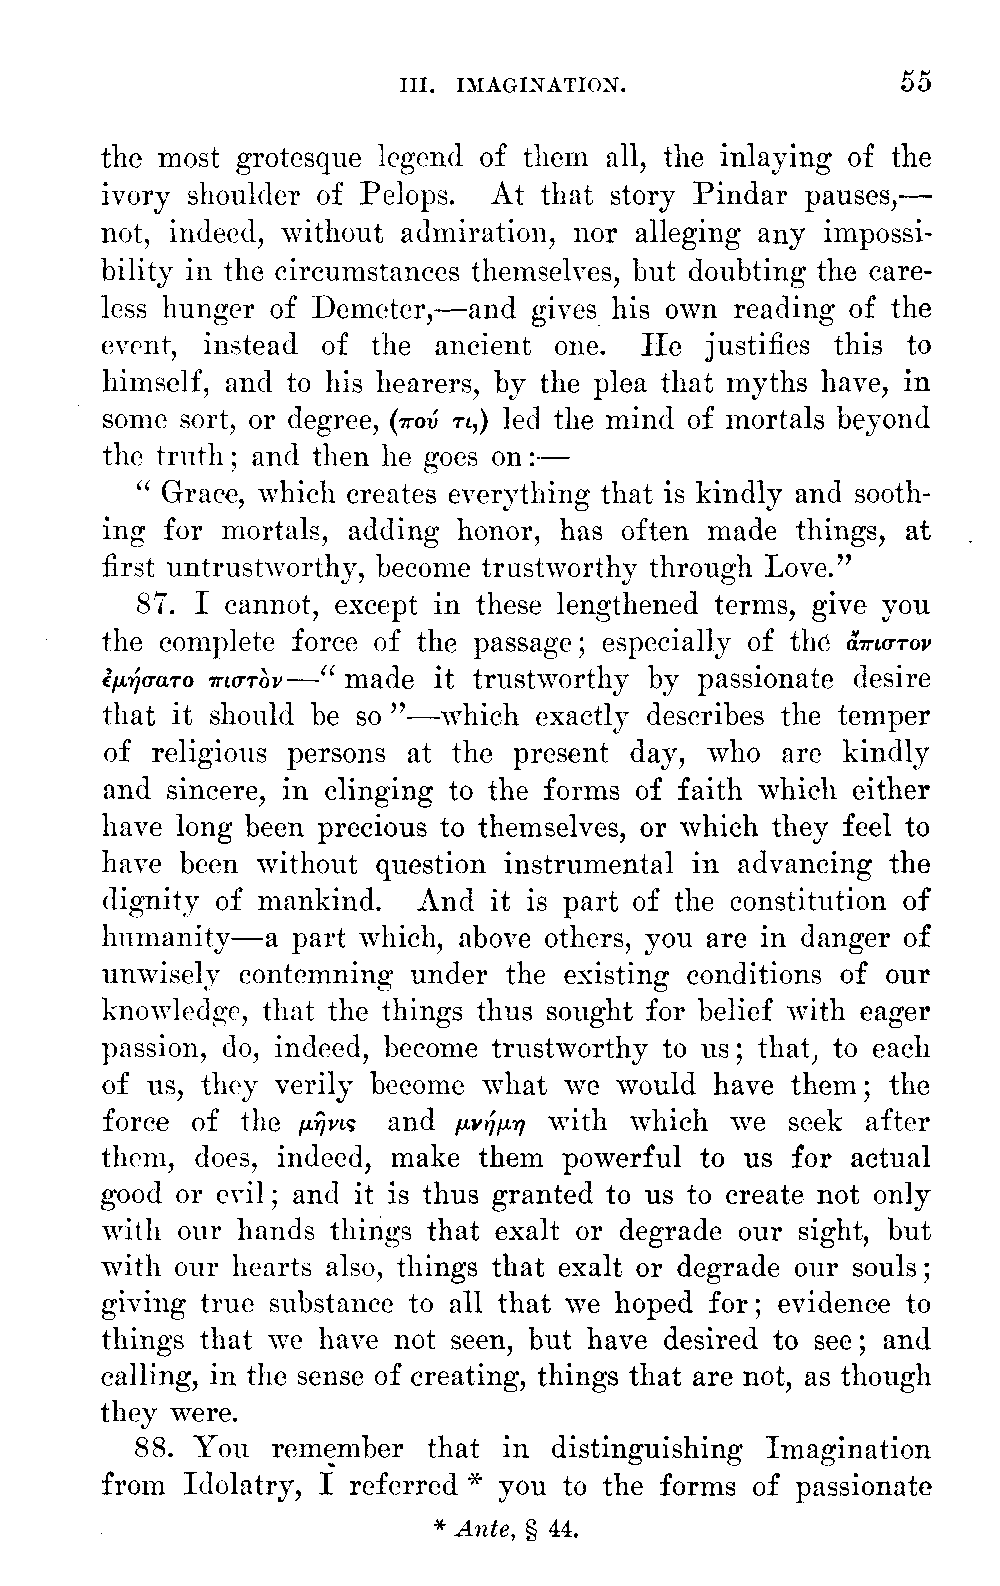 III. IMAGINATION. 55
the most grotesque legend of them all, the inlaying of the
ivory shoulder of Pelops. At that story Pindar pauses,—
not, indeed, without admiration, nor alleging any impossi-
bility in the circumstances themselves, but doubting the care-
less hunger of Demeter,—and gives his own reading of the
event, instead of the ancient one. He justifies this to
himself, and to his hearers, by the plea that myths have, in
some sort, or degree, (πού τι,) led the mind of mortals beyond
the truth; and then he goes on:—
“ Grace, which creates everything that is kindly and sooth-
ing for mortals, adding honor, has often made things, at
first untrustworthy, become trustworthy through Love.”
87. I cannot, except in these lengthened terms, give you
the complete force of the passage; especially of the ἄπιστον
ἐμήσατο πιστὸν—“ made it trustworthy by passionate desire
that it should be so ”—which exactly describes the temper
of religious persons at the present day, who are kindly
and sincere, in clinging to the forms of faith which either
have long been precious to themselves, or which they feel to
have been without question instrumental in advancing the
dignity of mankind. And it is part of the constitution of
humanity—a part which, above others, you are in danger of
unwisely contemning under the existing conditions of our
knowledge, that the things thus sought for belief with eager
passion, do, indeed, become trustworthy to us; that, to each
of us, they verily become what we would have them; the
force of the μῆνις and μνήμη with which we seek after
them, does, indeed, make them powerful to us for actual
good or evil; and it is thus granted to us to create not only
with our hands things that exalt or degrade our sight, but
with our hearts also, things that exalt or degrade our souls;
giving true substance to all that we hoped for; evidence to
things that we have not seen, but have desired to see; and
calling, in the sense of creating, things that are not, as though
they were.
88. You remember that in distinguishing Imagination
from Idolatry, I referred * you to the forms of passionate
* Ante, § 44.